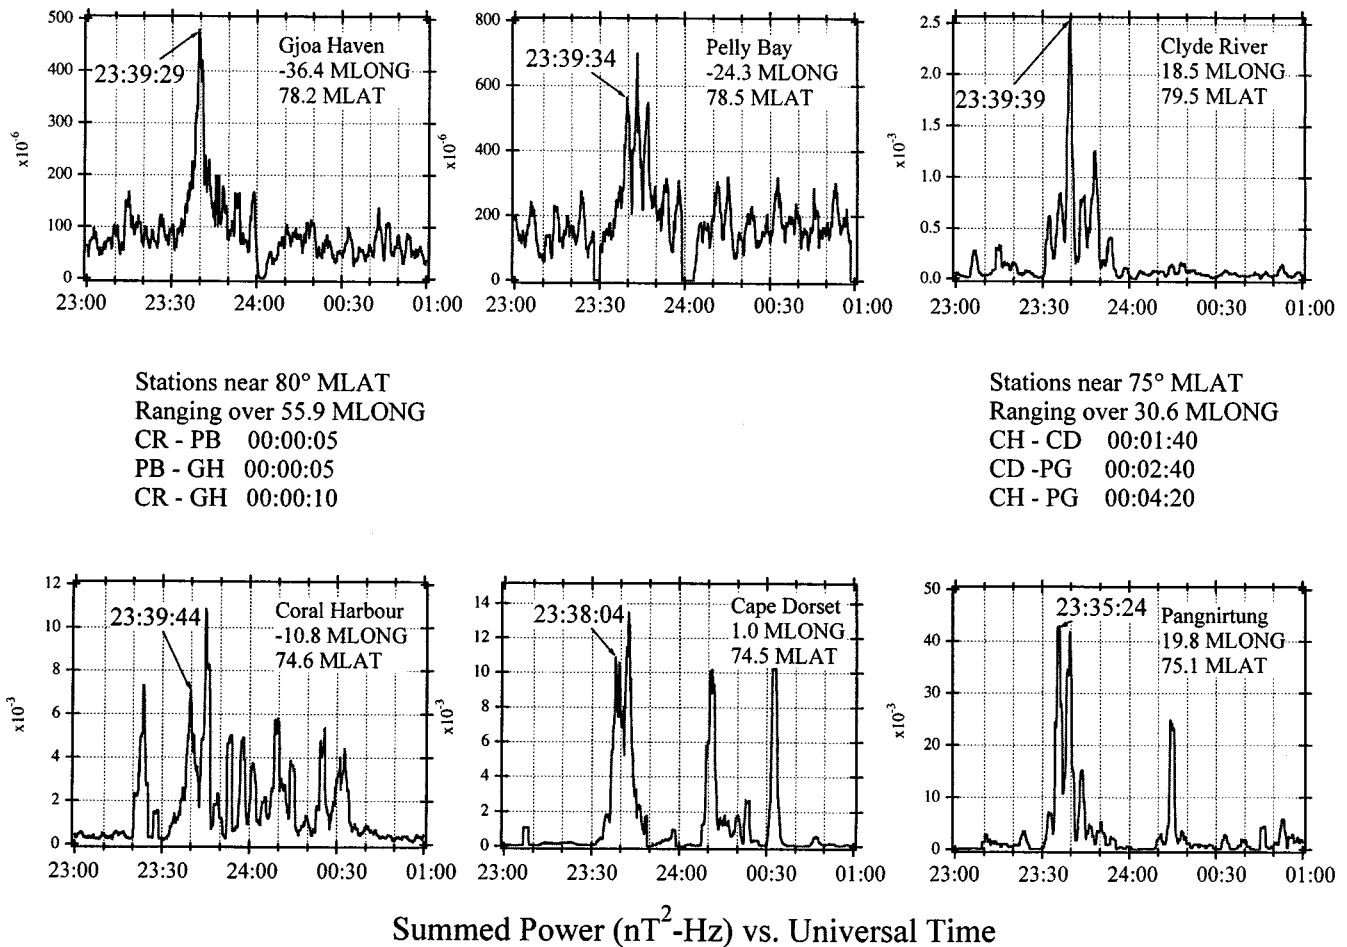 500
400
300
200
100
0
x10-6
Gjoa Haven
-36.4 MLONG
78.2 MLAT
23:39:29
23:00 23:30 24:00 00:30 01:00
800
600
400
200
0
x10-6
Pelly Bay
-24.3 MLONG
78.5 MLAT
23:39:34
23:00 23:30 24:00 00:30 01:00
2.5
2.0
1.5
1.0
0.5
0.0
x10-3
Clyde River
18.5 MLONG
79.5 MLAT
23:39:39
23:00 23:30 24:00 00:30 01:00
Stations near 80° MLAT
Ranging over 55.9 MLONG
CR - PB 00:00:05
PB - GH 00:00:05
CR - GH 00:00:10
Stations near 75° MLAT
Ranging over 30.6 MLONG
CH - CD 00:01:40
CD -PG 00:02:40
CH - PG 00:04:20
12
10
8
6
4
2
0
x10-3
Coral Harbour
-10.8 MLONG
74.6 MLAT
23:39:44
23:00 23:30 24:00 00:30 01:00
14
12
10
8
6
4
2
0
x10-3
Cape Dorset
1.0 MLONG
74.5 MLAT
23:38:04
23:00 23:30 24:00 00:30 01:00
50
40
30
20
10
0
x10-3
23:35:24
Pangnirtung
19.8 MLONG
75.1 MLAT
23:00 23:30 24:00 00:30 01:00
Summed Power (nT2-Hz) vs. Universal Time